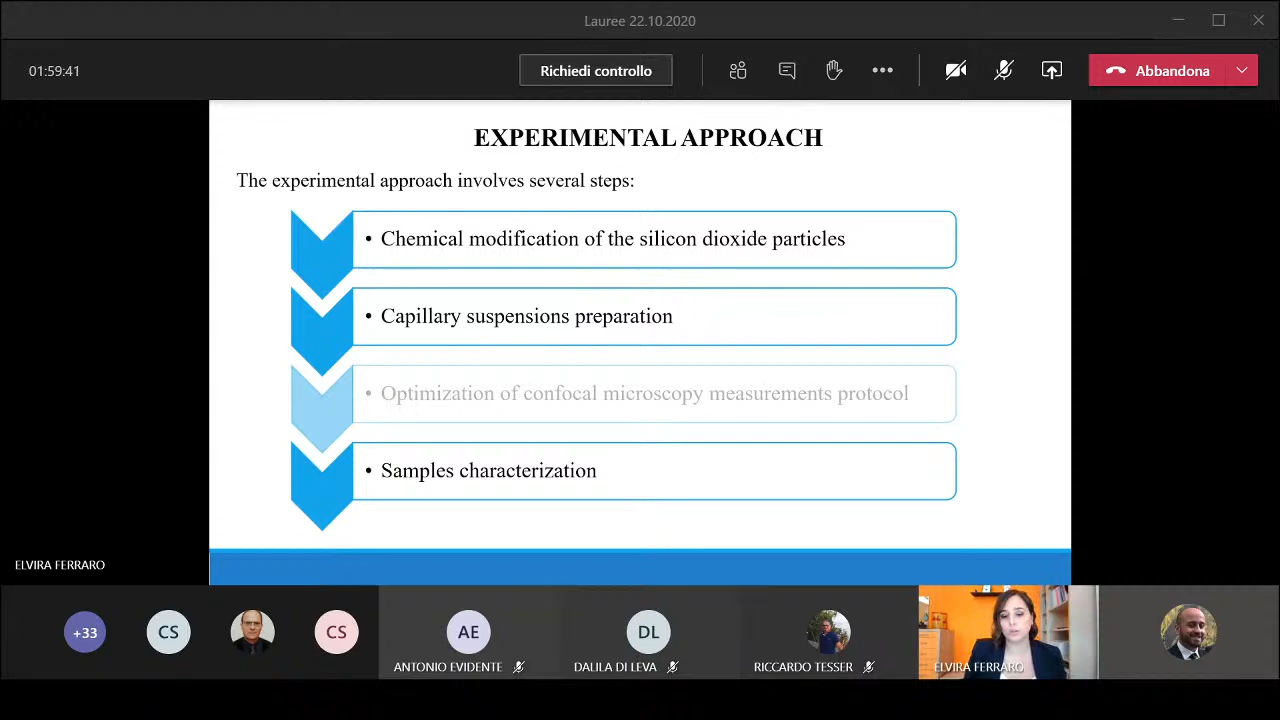 Lauree 22.10.2020
01:59:41
Richiedi controllo
Abbandona
EXPERIMENTAL APPROACH
The experimental approach involves several steps:
• Chemical modification of the silicon dioxide particles
• Capillary suspensions preparation
• Optimization of confocal microscopy measurements protocol
• Samples characterization
ELVIRA FERRARO
+33
CS
CS
AE
DL
ANTONIO EVIDENTE
DALILA DI LEVA
RICCARDO TESSER
ELVIRA FERRARO